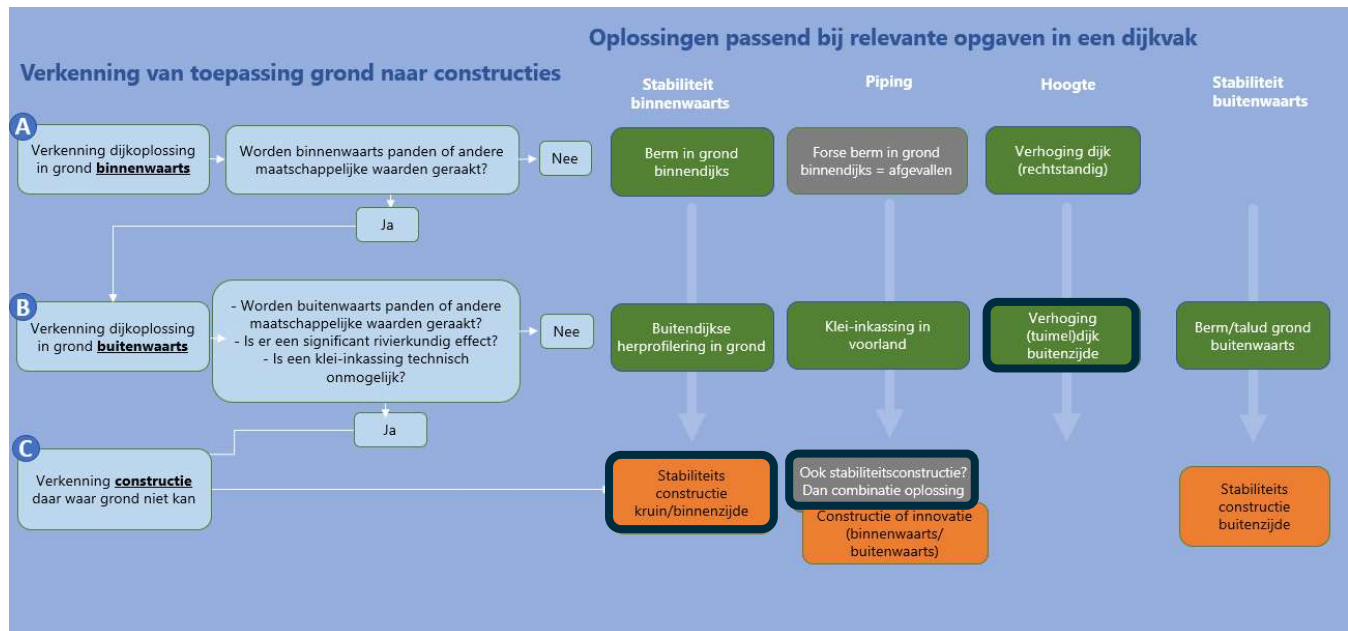 Oplossingen passend bij relevante opgaven in een dijkvak
Verkenning van toepassing grond naar constructies
Stabiliteit
binnenwaarts
Piping
Hoogte
Stabiliteit
buitenwaarts
A
Verkenning dijkoplossing
in grond binnenwaarts
Worden binnenwaarts panden of andere
maatschappelijke waarden geraakt?
Nee
Berm in grond
binnendijks
Forse berm in grond
binnendijks = afgevallen
Verhoging dijk
(rechtstandig)
Ja
B
Verkenning dijkoplossing
in grond buitenwaarts
- Worden buitenwaarts panden of andere
maatschappelijke waarden geraakt?
- Is er een significant rivierkundig effect?
- Is een klei-inkassing technisch
onmogelijk?
Nee
Buitendijkse
herprofilering in grond
Klei-inkassing in
voorland
Verhoging
(tuimel)dijk
buitenzijde
Berm/talud grond
buitenwaarts
Ja
C
Verkenning constructie
daar waar grond niet kan
Stabiliteits
constructie
kruin/binnenzijde
Ook stabiliteitsconstructie?
Dan combinatie oplossing
Constructie of innovatie
(binnenwaarts/
buitenwaarts)
Stabiliteits
constructie
buitenzijde